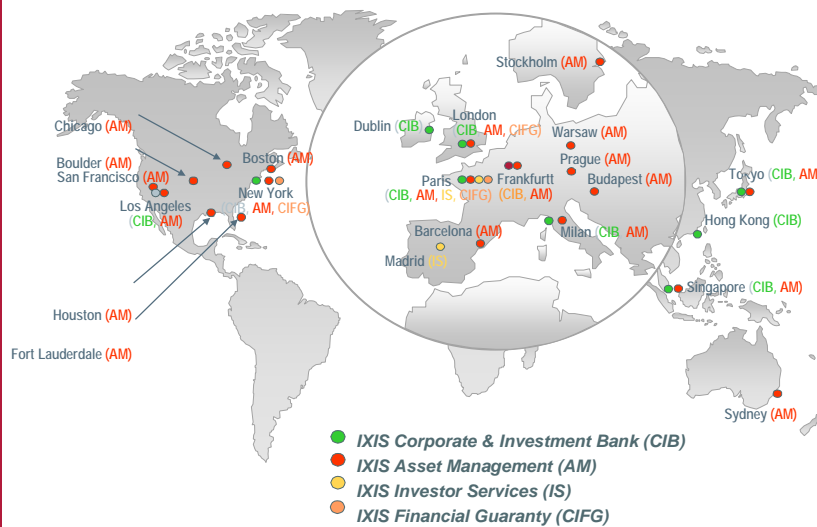 Stockholm (AM)
Dublin (CIB)
London
(CIB, AM, CIFG)
Warsaw (AM)
Chicago (AM)
Boulder (AM)
San Francisco (AM)
Boston (AM)
Prague (AM)
Paris
(CIB, AM, IS, CIFG)
Frankfurtt
(CIB, AM)
Budapest (AM)
Tokyo (CIB, AM
Los Angeles
(CIB, AM)
New York
(CIB, AM, CIFG)
Hong Kong (CIB)
Barcelona (AM)
Milan (CIB, AM)
Madrid (IS)
Singapore (CIB, AM)
Houston (AM)
Fort Lauderdale (AM)
Sydney (AM)
IXIS Corporate & Investment Bank (CIB)
IXIS Asset Management (AM)
IXIS Investor Services (IS)
IXIS Financial Guaranty (CIFG)